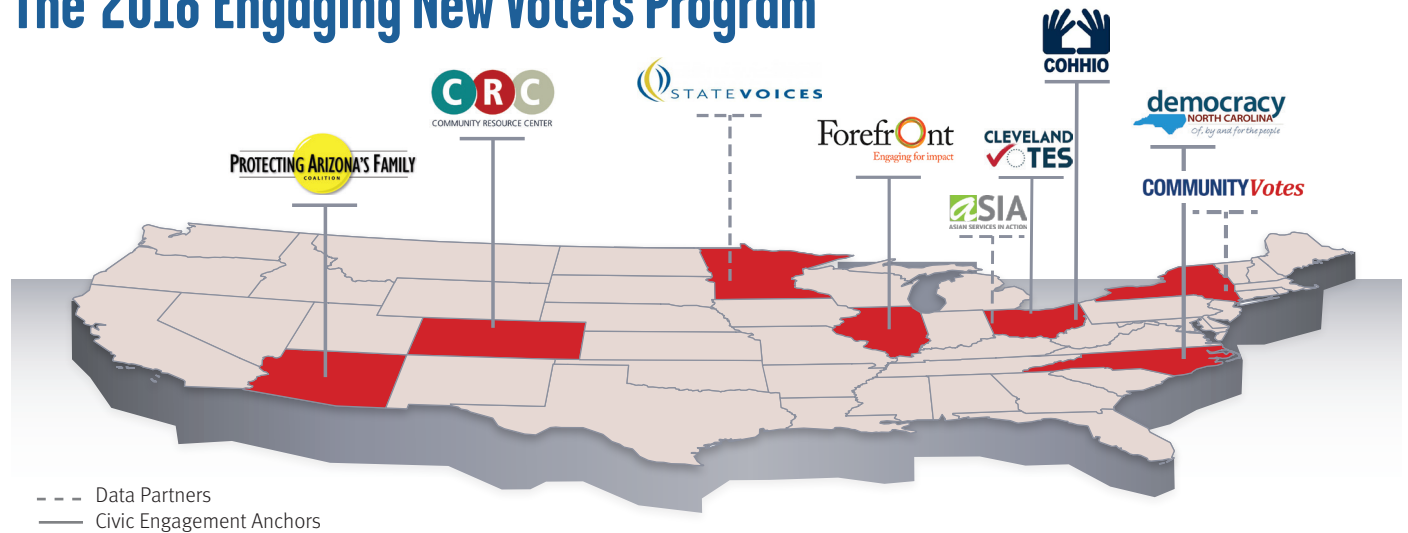 The 2018 Engaging New Voters Program
COHHIO
CRC
COMMUNITY RESOURCE CENTER
STATEVOICES
democracy
NORTH CAROLINA
Of, by and for the people
Forefront
Engaging for impact
CLEVELAND
VOTES
PROTECTING ARIZONA'S FAMILY
COALITION
COMMUNITYVotes
aSIA
ASIAN SERVICES IN ACTION
Data Partners
Civic Engagement Anchors